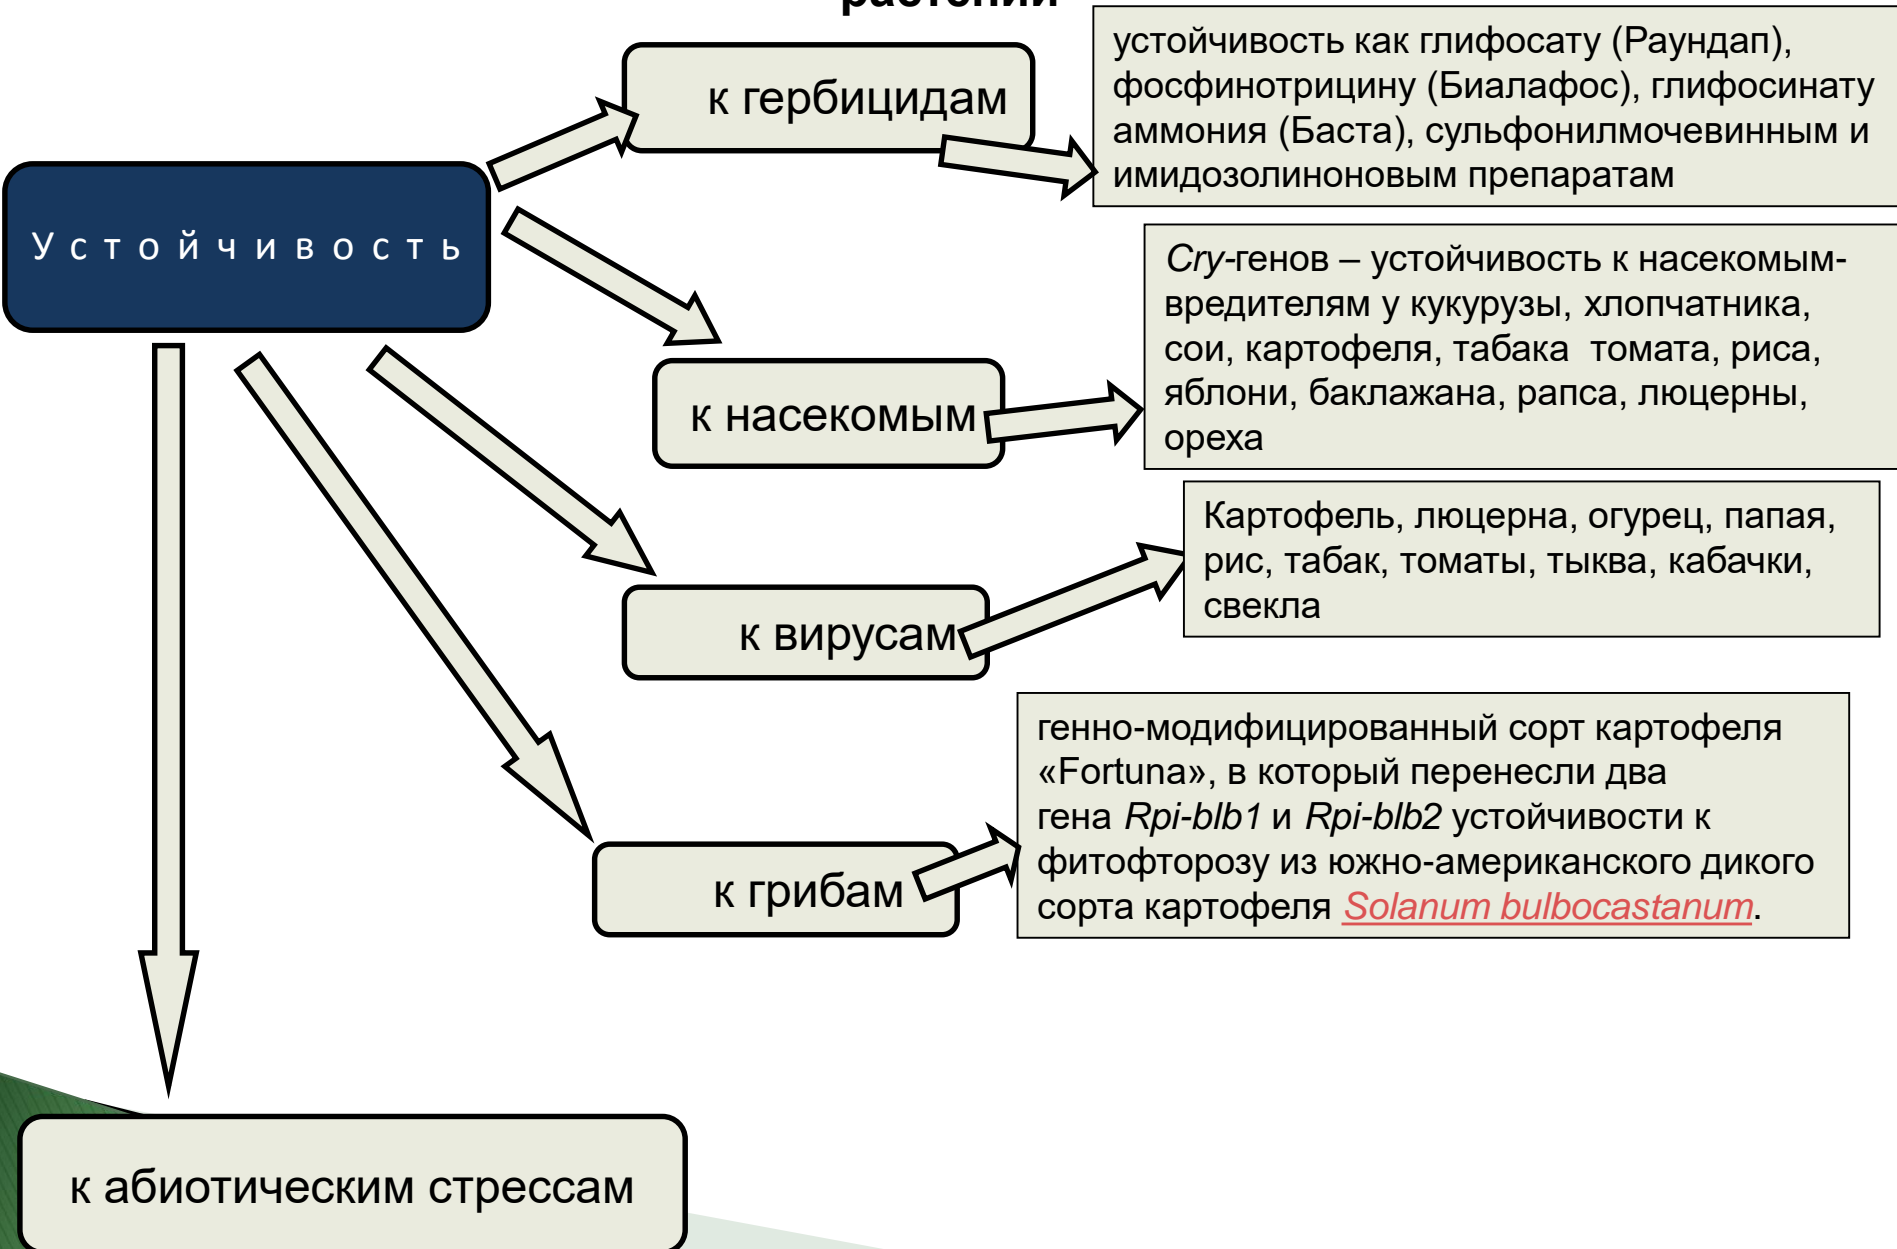 растений
к гербицидам
устойчивость как глифосату (Раундап),
фосфинотрицину (Биалафос), глифосинату
аммония (Баста), сульфонилмочевинным и
имидозолиноновым препаратам
Устойчивость
Cry-генов – устойчивость к насекомым-
вредителям у кукурузы, хлопчатника,
сои, картофеля, табака томата, риса,
яблони, баклажана, рапса, люцерны,
ореха
к насекомым
Картофель, люцерна, огурец, папая,
рис, табак, томаты, тыква, кабачки,
свекла
к вирусам
генно-модифицированный сорт картофеля
«Fortuna», в который перенесли два
гена Rpi-blb1 и Rpi-blb2 устойчивости к
фитофторозу из южно-американского дикого
сорта картофеля Solanum bulbocastanum.
к грибам
к абиотическим стрессам